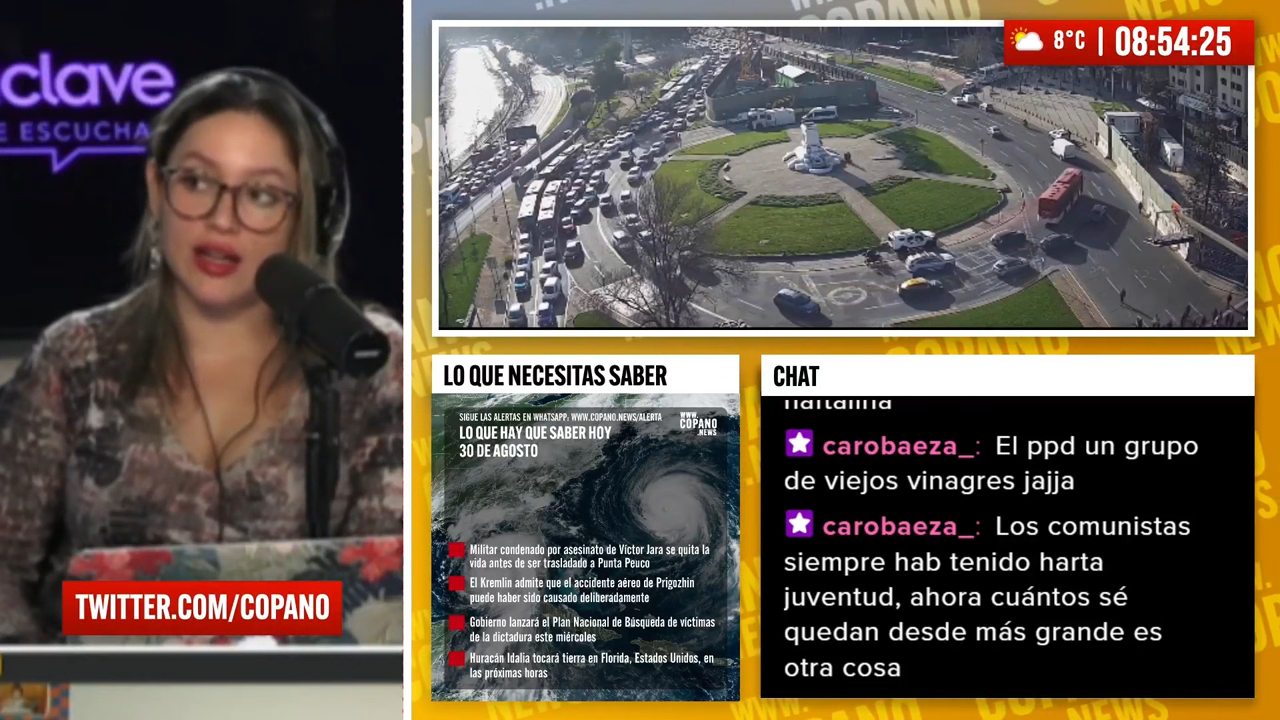 clave
E ESCUCHA
TWITTER.COM/COPANO
8°C | 08:54:25
LO QUE NECESITAS SABER
SIGUE LAS ALERTAS EN WHATSAPP: WWW.COPANO.NEWS/ALERTA
WWW.
COPANO
.NEWS
LO QUE HAY QUE SABER HOY
30 DE AGOSTO
Militar condenado por asesinato de Víctor Jara se quita la
vida antes de ser trasladado a Punta Peuco
El Kremlin admite que el accidente aéreo de Prigozhin
puede haber sido causado deliberadamente
Gobierno lanzará el Plan Nacional de Búsqueda de víctimas
de la dictadura este miércoles
Huracán Idalia tocará tierra en Florida, Estados Unidos, en
las próximas horas
CHAT
naftalina
carobaeza_: El ppd un grupo
de viejos vinagres jajja
carobaeza_: Los comunistas
siempre hab tenido harta
juventud, ahora cuántos sé
quedan desde más grande es
otra cosa